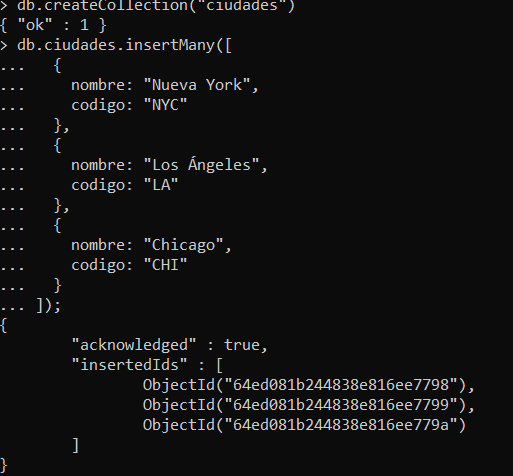 > db.createCollection("ciudades")
{ "ok" : 1 }
> db.ciudades.insertMany([
...   {
...     nombre: "Nueva York",
...     codigo: "NYC"
...   },
...   {
...     nombre: "Los Ángeles",
...     codigo: "LA"
...   },
...   {
...     nombre: "Chicago",
...     codigo: "CHI"
...   }
... ]);
{
        "acknowledged" : true,
        "insertedIds" : [
                ObjectId("64ed081b244838e816ee7798"),
                ObjectId("64ed081b244838e816ee7799"),
                ObjectId("64ed081b244838e816ee779a")
        ]
}